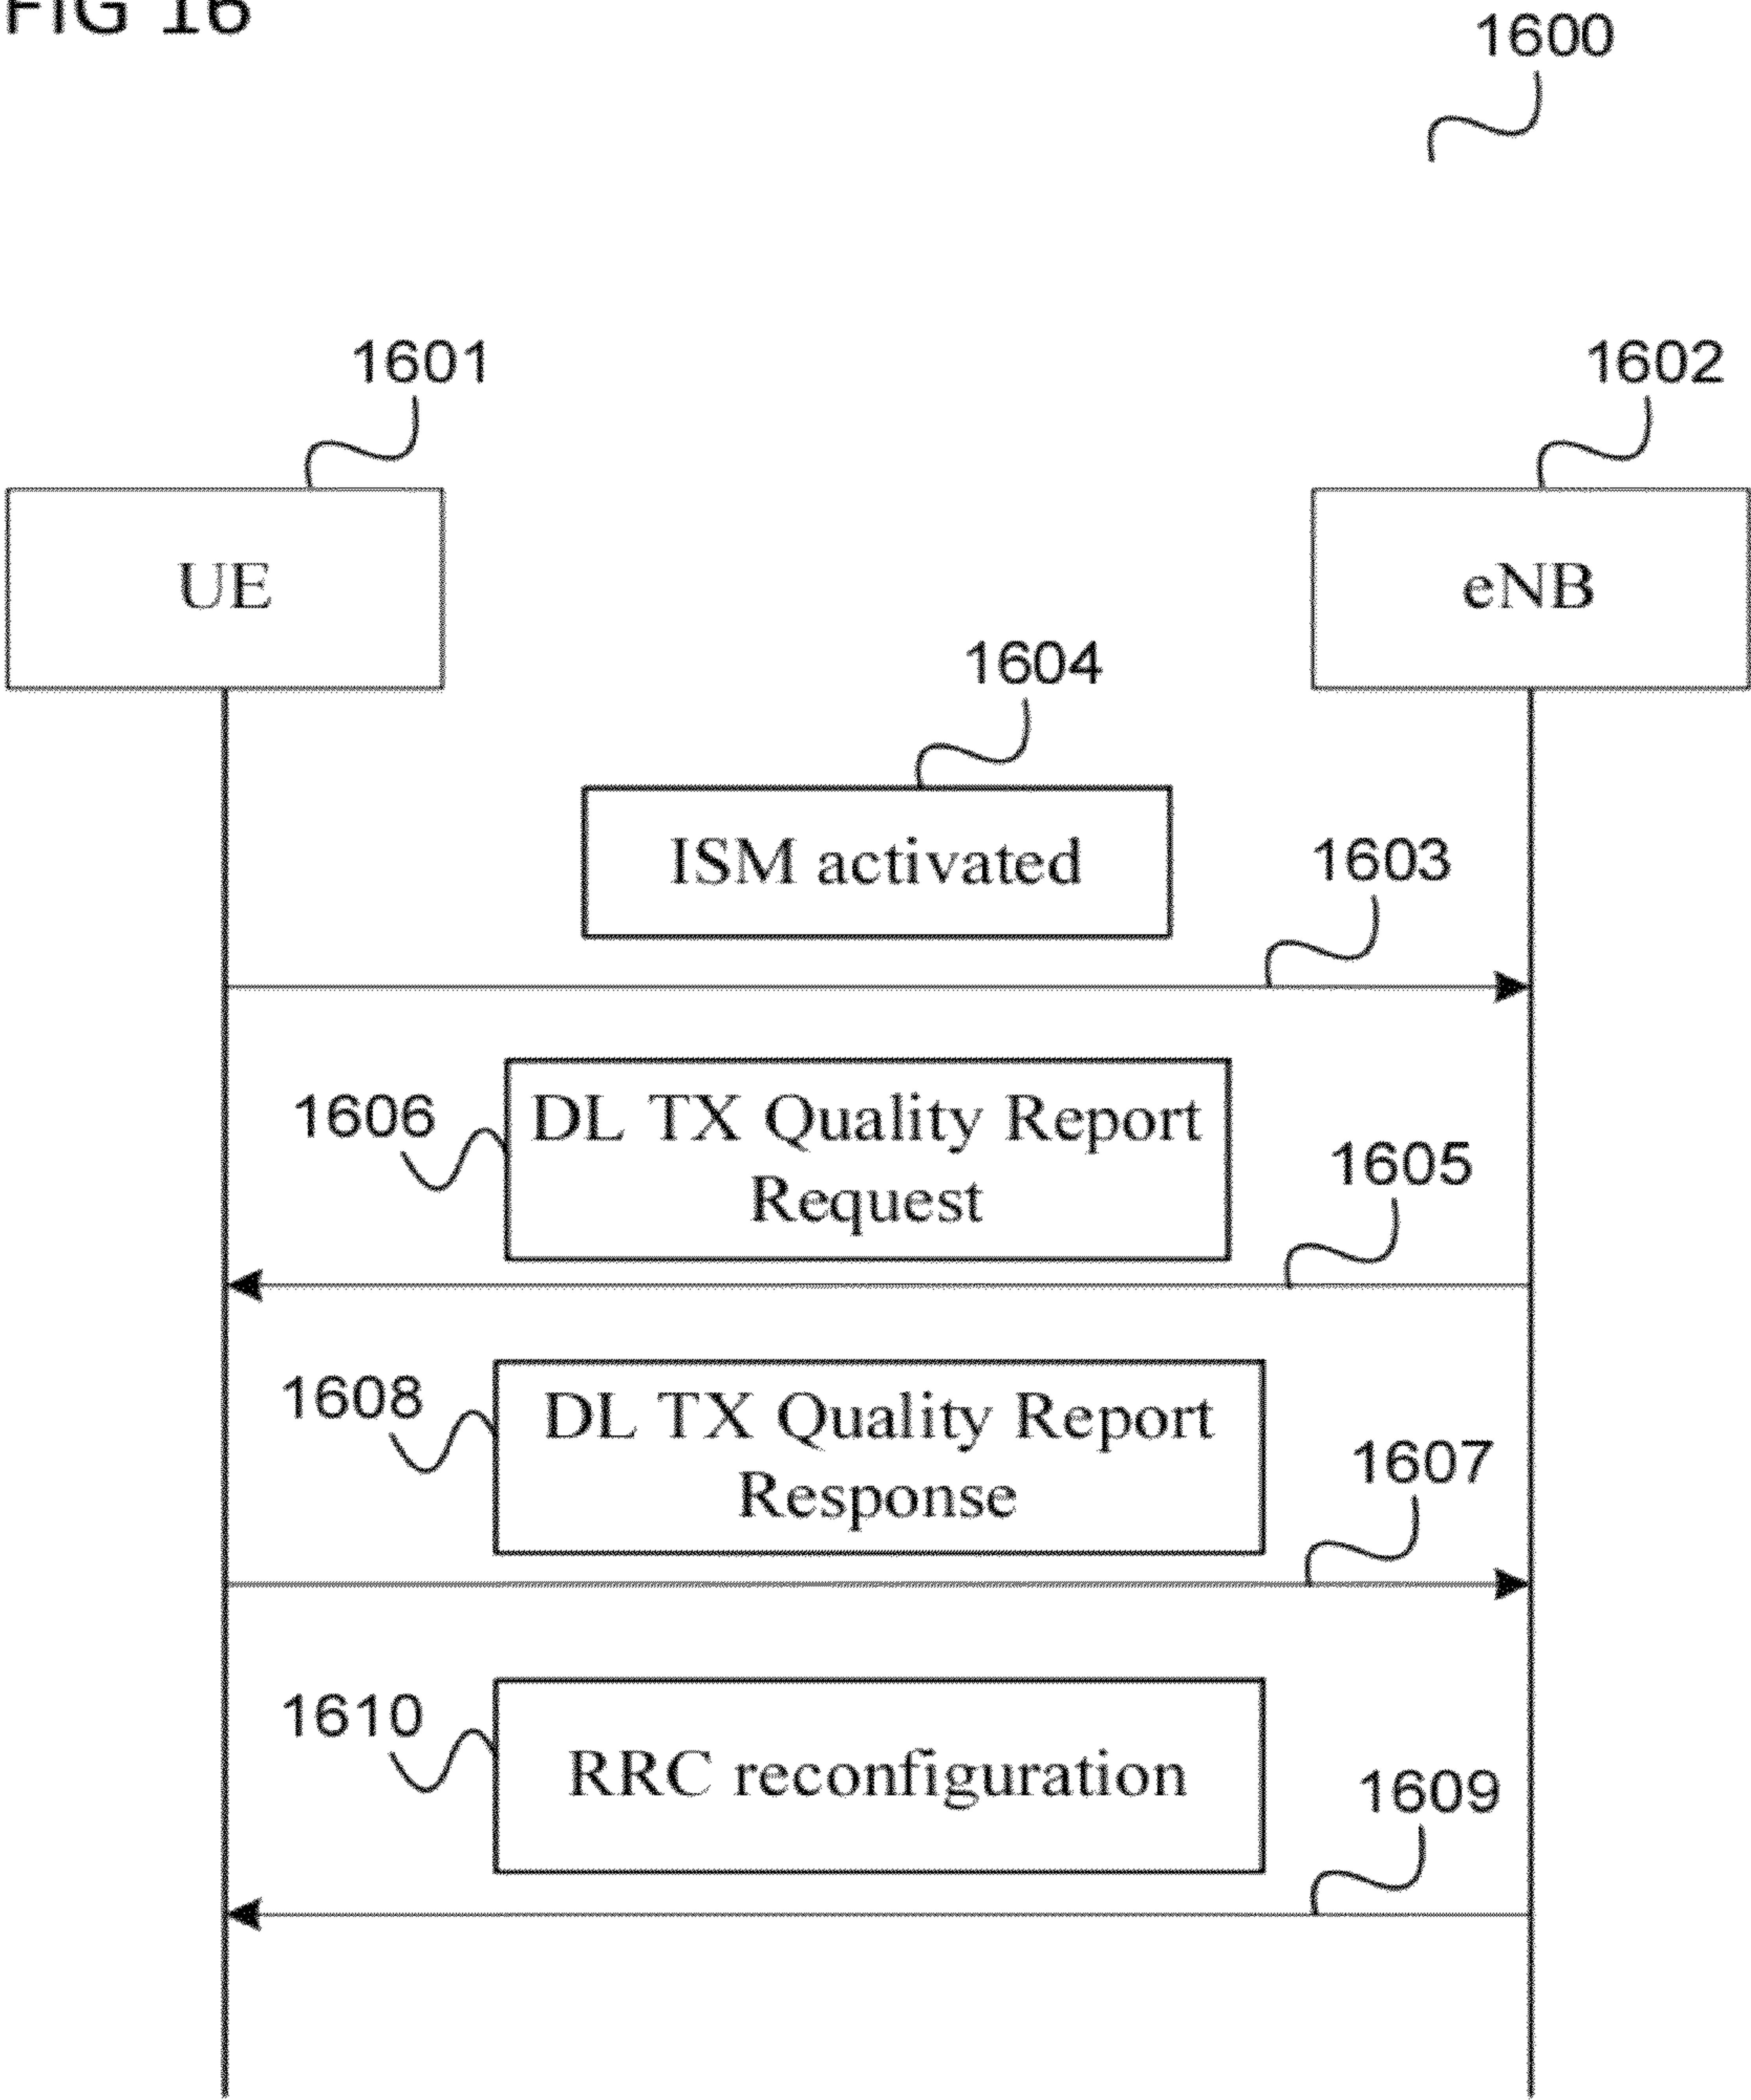 FIG 16
1600
1601
1602
UE
eNB
1604
ISM activated
1603
1606
DL TX Quality Report
Request
1605
1608
DL TX Quality Report
Response
1607
1610
RRC reconfiguration
1609